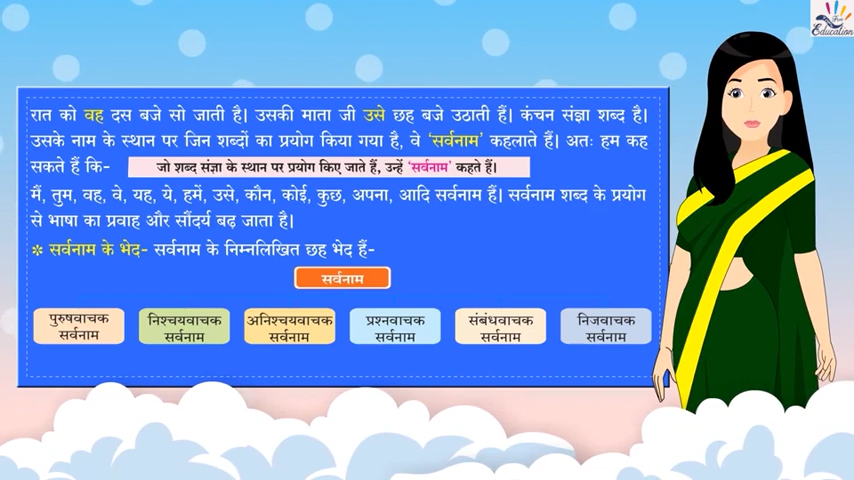 Fun
Education
रात को वह दस बजे सो जाती है। उसकी माता जी उसे छह बजे उठाती हैं। कंचन संज्ञा शब्द है।
उसके नाम के स्थान पर जिन शब्दों का प्रयोग किया गया है, वे ‘सर्वनाम’ कहलाते हैं। अतः हम कह
सकते हैं कि- जो शब्द संज्ञा के स्थान पर प्रयोग किए जाते हैं, उन्हें ‘सर्वनाम’ कहते हैं।
मैं, तुम, वह, वे, यह, ये, हमें, उसे, कौन, कोई, कुछ, अपना, आदि सर्वनाम हैं। सर्वनाम शब्द के प्रयोग
से भाषा का प्रवाह और सौंदर्य बढ़ जाता है।
* सर्वनाम के भेद- सर्वनाम के निम्नलिखित छह भेद हैं-
सर्वनाम
पुरुषवाचक सर्वनाम
निश्चयवाचक सर्वनाम
अनिश्चयवाचक सर्वनाम
प्रश्नवाचक सर्वनाम
संबंधवाचक सर्वनाम
निजवाचक सर्वनाम